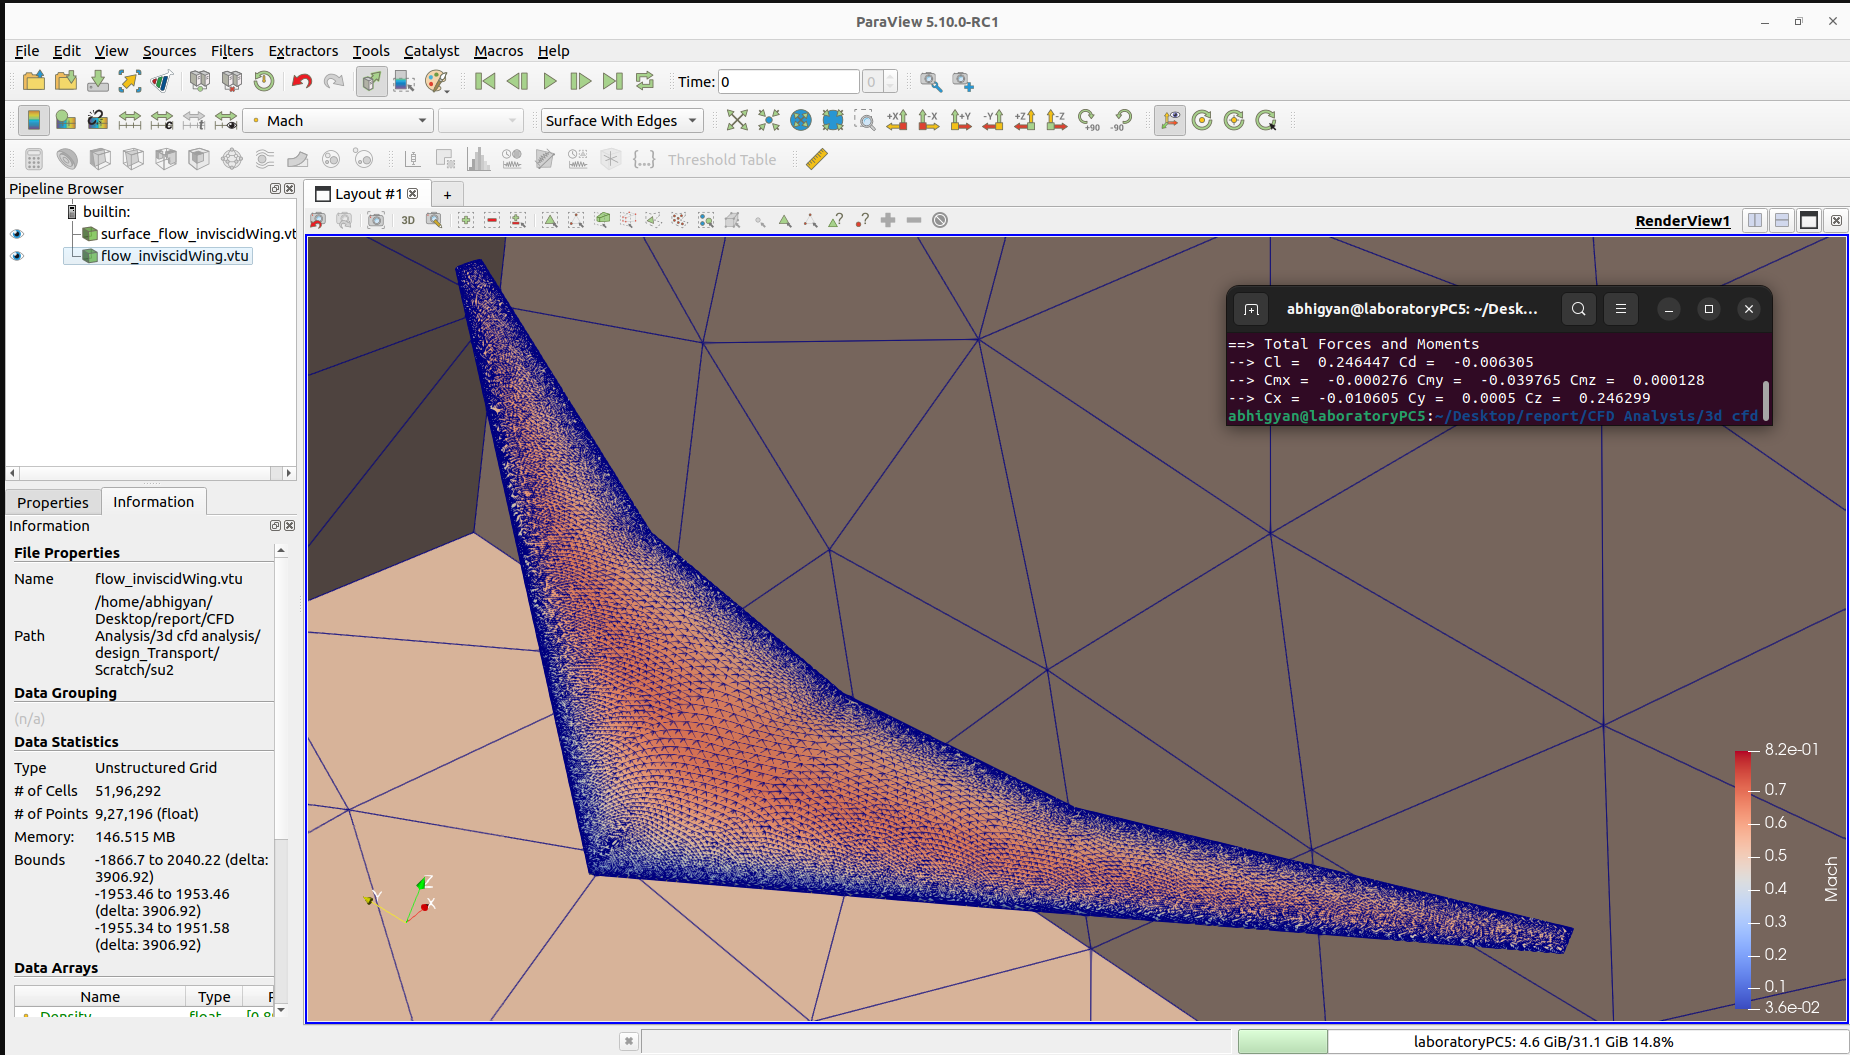 ParaView 5.10.0-RC1
File Edit View Sources Filters Extractors Tools Catalyst Macros Help
Time: 0 0
Mach Surface With Edges
+X -X +Y -Y +Z -Z +90 -90
Threshold Table
Pipeline Browser
builtin:
surface_flow_inviscidWing.vt
flow_inviscidWing.vtu
Layout #1 +
3D
RenderView1
Properties Information
Information
File Properties
Name flow_inviscidWing.vtu
Path /home/abhigyan/
Desktop/report/CFD
Analysis/3d cfd analysis/
design_Transport/
Scratch/su2
Data Grouping
(n/a)
Data Statistics
Type Unstructured Grid
# of Cells 51,96,292
# of Points 9,27,196 (float)
Memory: 146.515 MB
Bounds -1866.7 to 2040.22 (delta:
3906.92)
-1953.46 to 1953.46
(delta: 3906.92)
-1955.34 to 1951.58
(delta: 3906.92)
Data Arrays
Name Type
Density float
abhigyan@laboratoryPC5: ~/Desk...
==> Total Forces and Moments
--> Cl = 0.246447 Cd = -0.006305
--> Cmx = -0.000276 Cmy = -0.039765 Cmz = 0.000128
--> Cx = -0.010605 Cy = 0.0005 Cz = 0.246299
abhigyan@laboratoryPC5:~/Desktop/report/CFD Analysis/3d cfd
Z
Y
X
8.2e-01
0.7
0.6
0.5
0.4
0.3
0.2
0.1
3.6e-02
Mach
laboratoryPC5: 4.6 GiB/31.1 GiB 14.8%